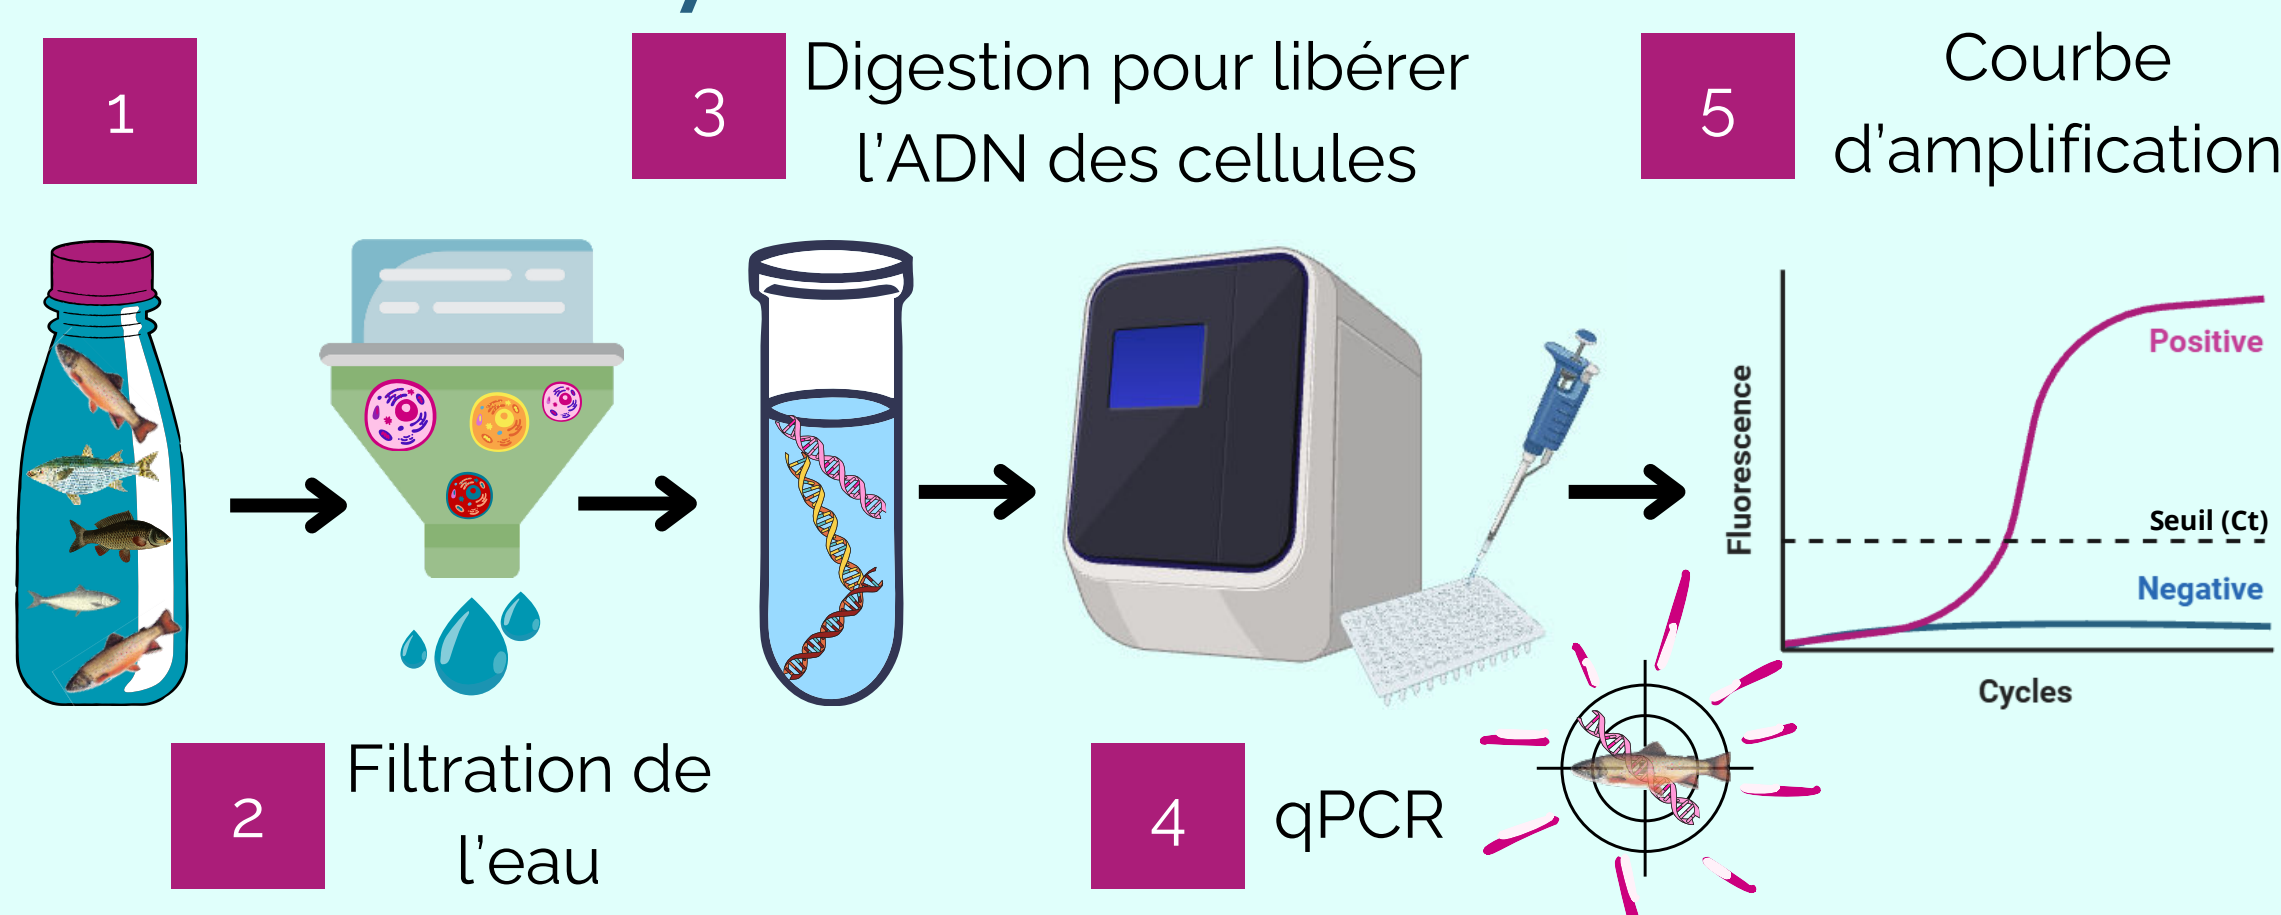 1
2
Filtration de
l'eau
3
Digestion pour libérer
l'ADN des cellules
4
qPCR
5
Courbe
d'amplification
Fluorescence
Positive
Seuil (Ct)
Negative
Cycles